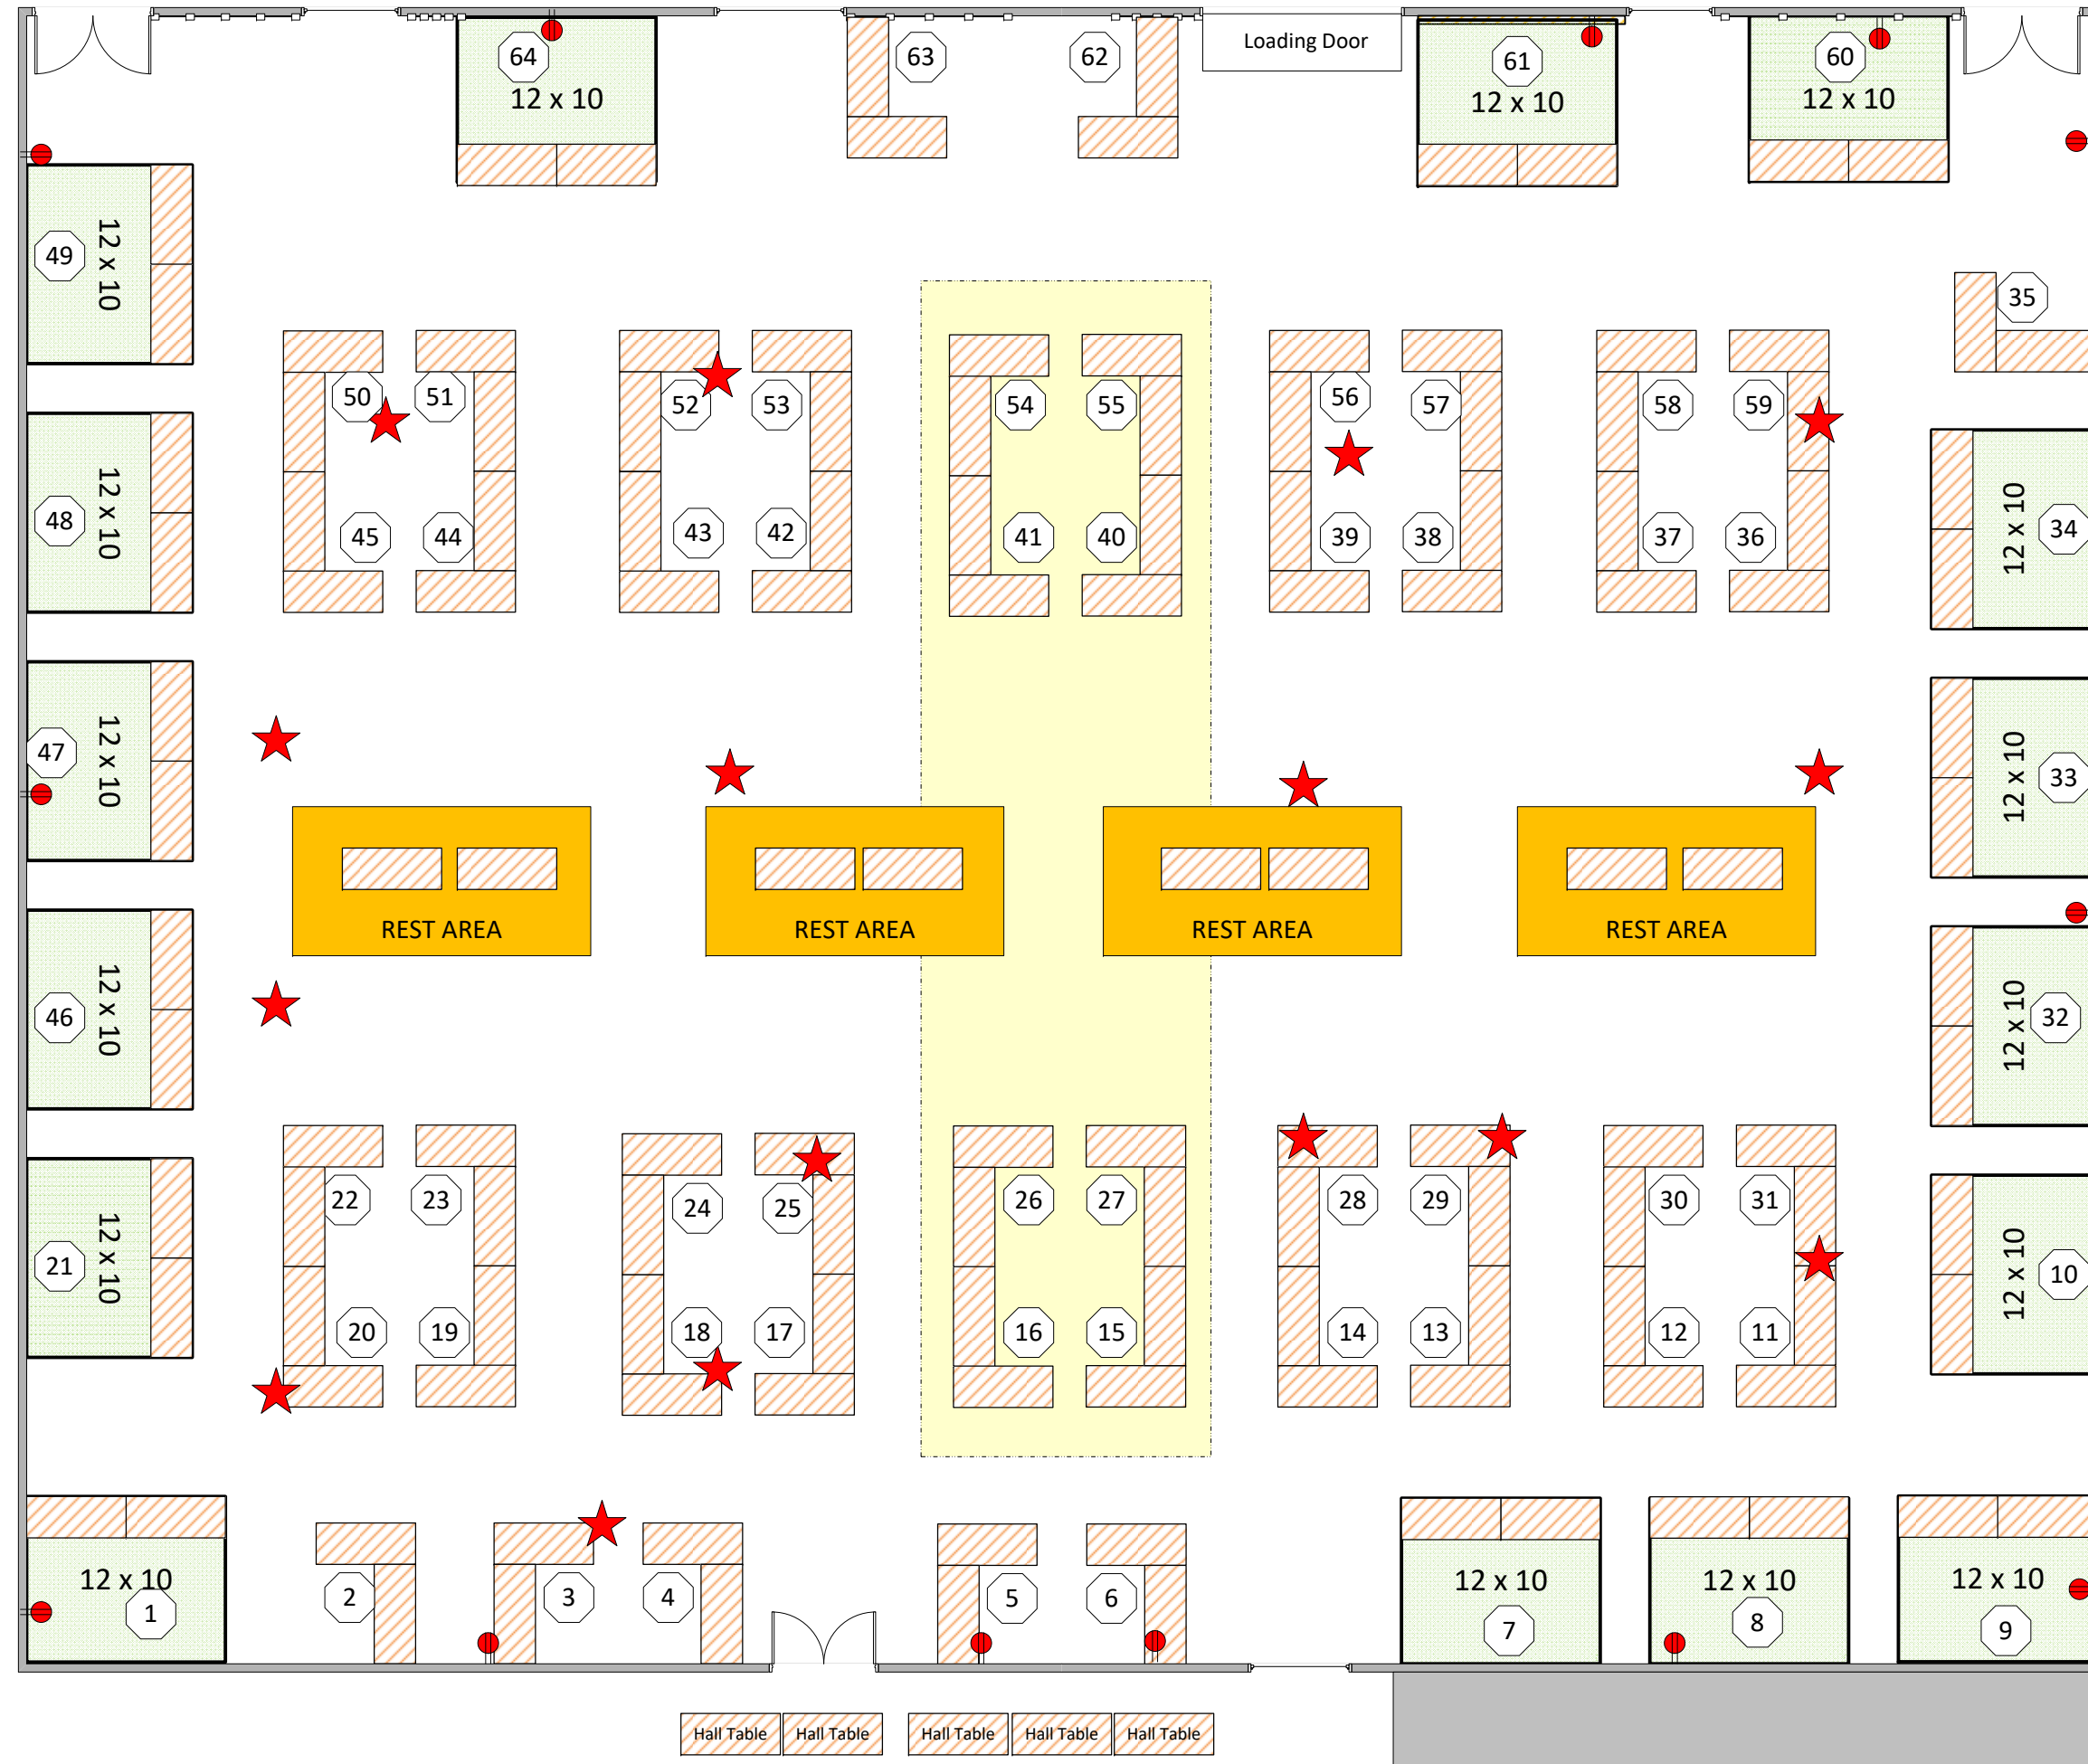 64
12 x 10
63
62
Loading Door
61
12 x 10
60
12 x 10
49
12 x 10
35
50
51
52
53
54
55
56
57
58
59
48
12 x 10
45
44
43
42
41
40
39
38
37
36
12 x 10
34
47
12 x 10
12 x 10
33
REST AREA
REST AREA
REST AREA
REST AREA
46
12 x 10
12 x 10
32
21
12 x 10
22
23
24
25
26
27
28
29
30
31
12 x 10
10
20
19
18
17
16
15
14
13
12
11
12 x 10
1
2
3
4
5
6
12 x 10
7
12 x 10
8
12 x 10
9
Hall Table
Hall Table
Hall Table
Hall Table
Hall Table